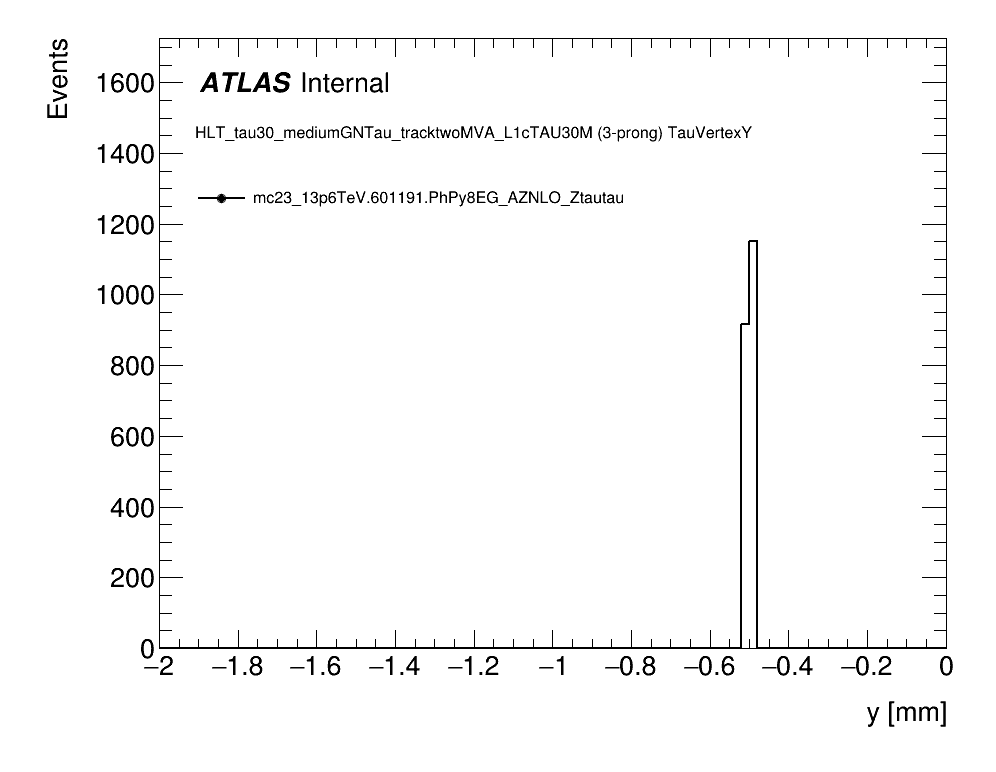 Events
ATLAS Internal
HLT_tau30_mediumGNTau_tracktwoMVA_L1cTAU30M (3-prong) TauVertexY
mc23_13p6TeV.601191.PhPy8EG_AZNLO_Ztautau
1600
1400
1200
1000
800
600
400
200
0
−2 −1.8 −1.6 −1.4 −1.2 −1 −0.8 −0.6 −0.4 −0.2 0
y [mm]